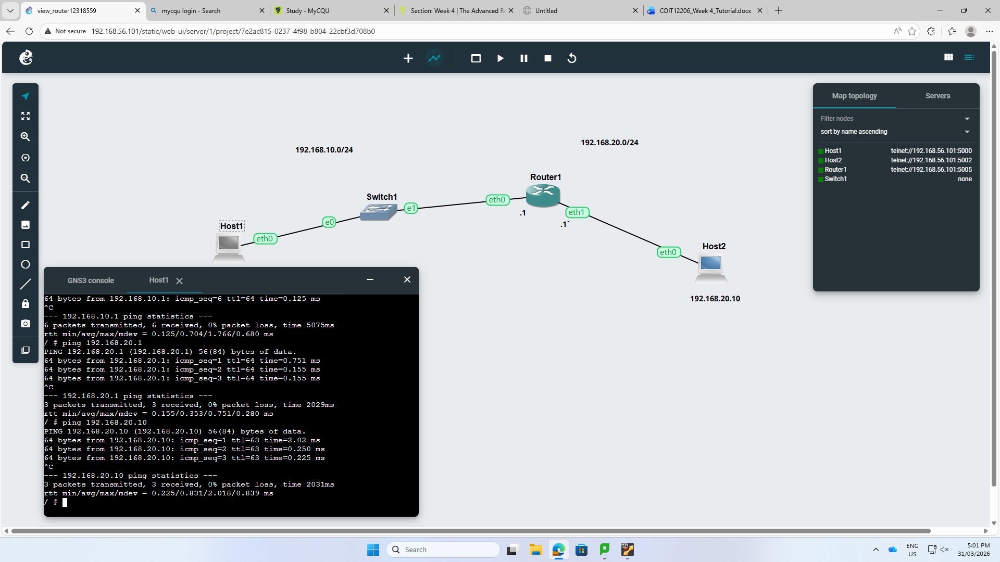 view_router12318559
mycqu login - Search
Study - MyCQU
Section: Week 4 | The Advanced Ro
Untitled
COIT12206_Week 4_Tutorial.docx
Not secure
192.168.56.101/static/web-ui/server/1/project/7e2ac815-0237-4f98-b804-22cbf3d708b0
Map topology
Servers
Filter nodes
sort by name ascending
Host1 telnet://192.168.56.101:5000
Host2 telnet://192.168.56.101:5002
Router1 telnet://192.168.56.101:5005
Switch1 none
192.168.10.0/24
192.168.20.0/24
Router1
Switch1
eth0
e1
.1
eth1
.1`
e0
Host1
eth0
Host2
eth0
192.168.20.10
GNS3 console
Host1
64 bytes from 192.168.10.1: icmp_seq=6 ttl=64 time=0.125 ms
^C
--- 192.168.10.1 ping statistics ---
6 packets transmitted, 6 received, 0% packet loss, time 5075ms
rtt min/avg/max/mdev = 0.125/0.704/1.766/0.680 ms
/ # ping 192.168.20.1
PING 192.168.20.1 (192.168.20.1) 56(84) bytes of data.
64 bytes from 192.168.20.1: icmp_seq=1 ttl=64 time=0.751 ms
64 bytes from 192.168.20.1: icmp_seq=2 ttl=64 time=0.155 ms
64 bytes from 192.168.20.1: icmp_seq=3 ttl=64 time=0.155 ms
^C
--- 192.168.20.1 ping statistics ---
3 packets transmitted, 3 received, 0% packet loss, time 2029ms
rtt min/avg/max/mdev = 0.155/0.353/0.751/0.280 ms
/ # ping 192.168.20.10
PING 192.168.20.10 (192.168.20.10) 56(84) bytes of data.
64 bytes from 192.168.20.10: icmp_seq=1 ttl=63 time=2.02 ms
64 bytes from 192.168.20.10: icmp_seq=2 ttl=63 time=0.250 ms
64 bytes from 192.168.20.10: icmp_seq=3 ttl=63 time=0.225 ms
^C
--- 192.168.20.10 ping statistics ---
3 packets transmitted, 3 received, 0% packet loss, time 2031ms
rtt min/avg/max/mdev = 0.225/0.831/2.018/0.839 ms
/ #
Search
ENG
US
5:01 PM
31/03/2026